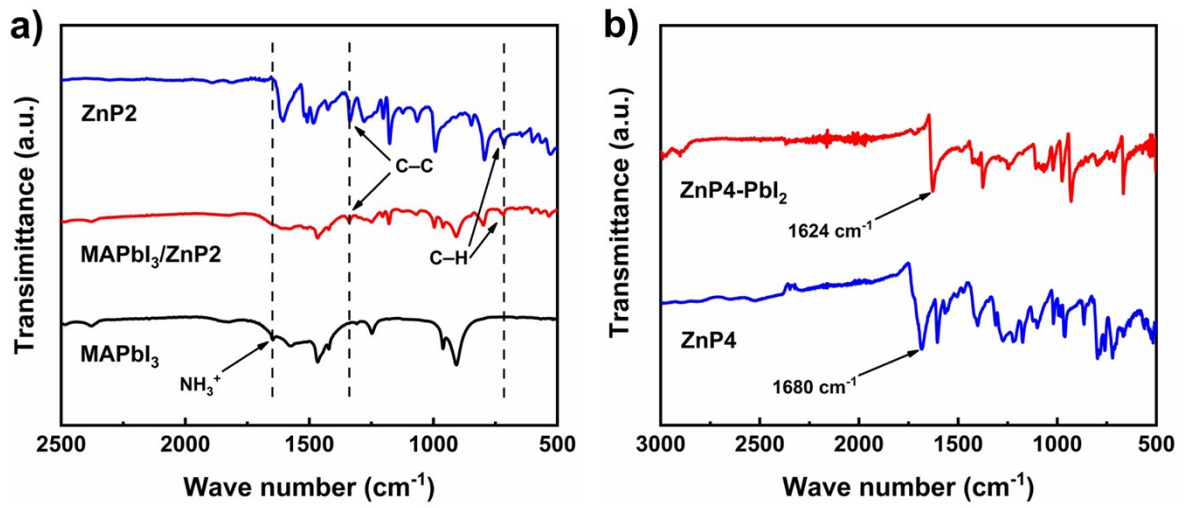 a)
Transimittance (a.u.)
ZnP2
C–C
MAPbI₃/ZnP2
C–H
MAPbI₃
NH₃⁺
2500 2000 1500 1000 500
Wave number (cm⁻¹)
b)
Transmittance (a.u.)
ZnP4-PbI₂
1624 cm⁻¹
ZnP4
1680 cm⁻¹
3000 2500 2000 1500 1000 500
Wave number (cm⁻¹)